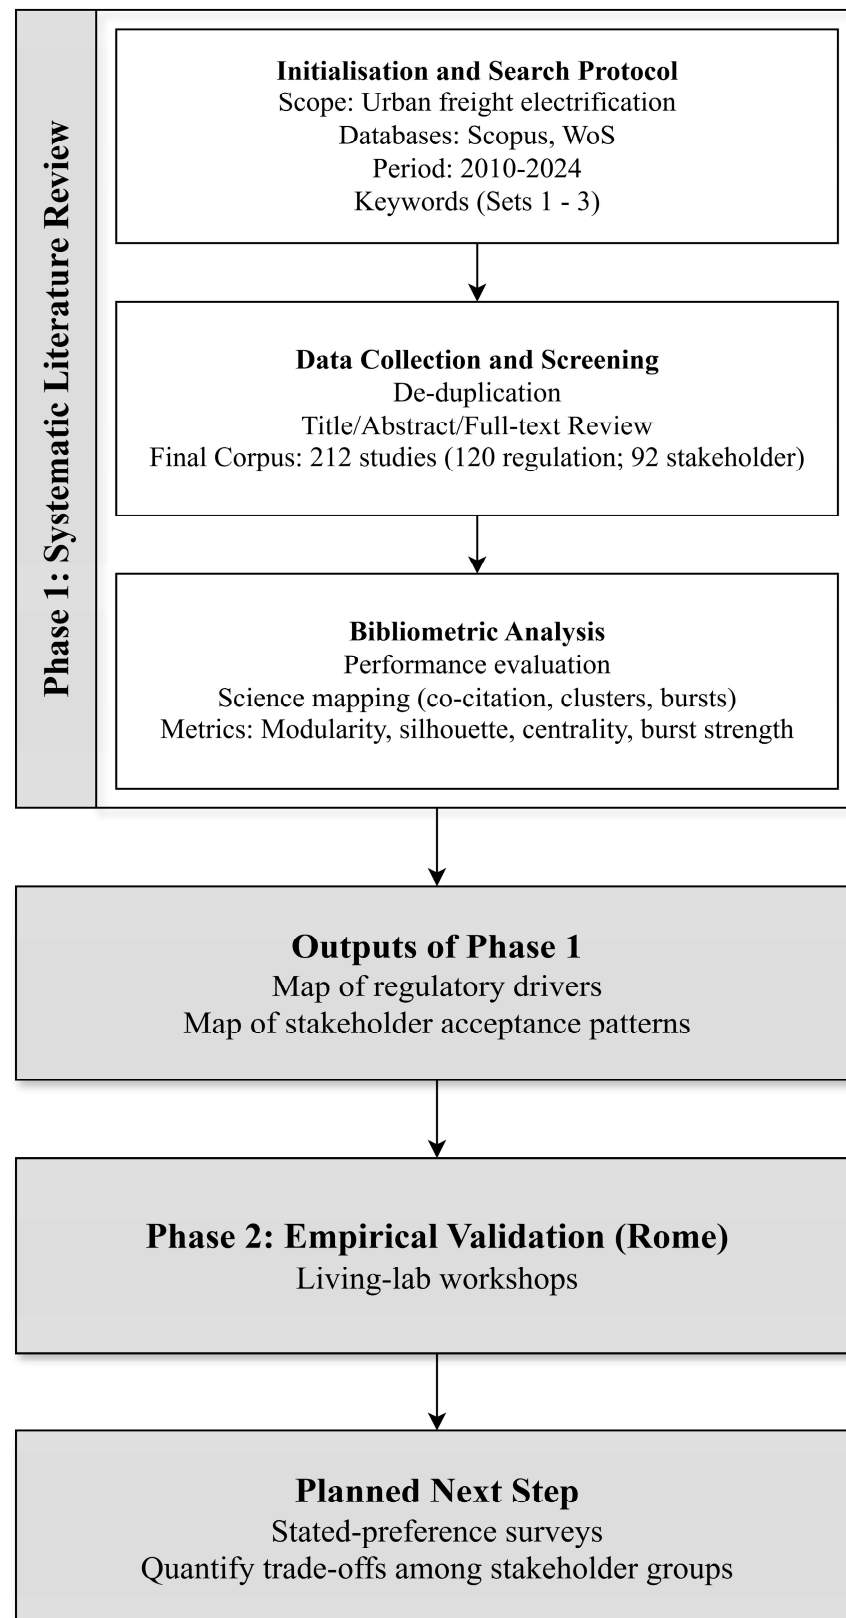 Phase 1: Systematic Literature Review
Initialisation and Search Protocol
Scope: Urban freight electrification
Databases: Scopus, WoS
Period: 2010-2024
Keywords (Sets 1 - 3)
Data Collection and Screening
De-duplication
Title/Abstract/Full-text Review
Final Corpus: 212 studies (120 regulation; 92 stakeholder)
Bibliometric Analysis
Performance evaluation
Science mapping (co-citation, clusters, bursts)
Metrics: Modularity, silhouette, centrality, burst strength
Outputs of Phase 1
Map of regulatory drivers
Map of stakeholder acceptance patterns
Phase 2: Empirical Validation (Rome)
Living-lab workshops
Planned Next Step
Stated-preference surveys
Quantify trade-offs among stakeholder groups